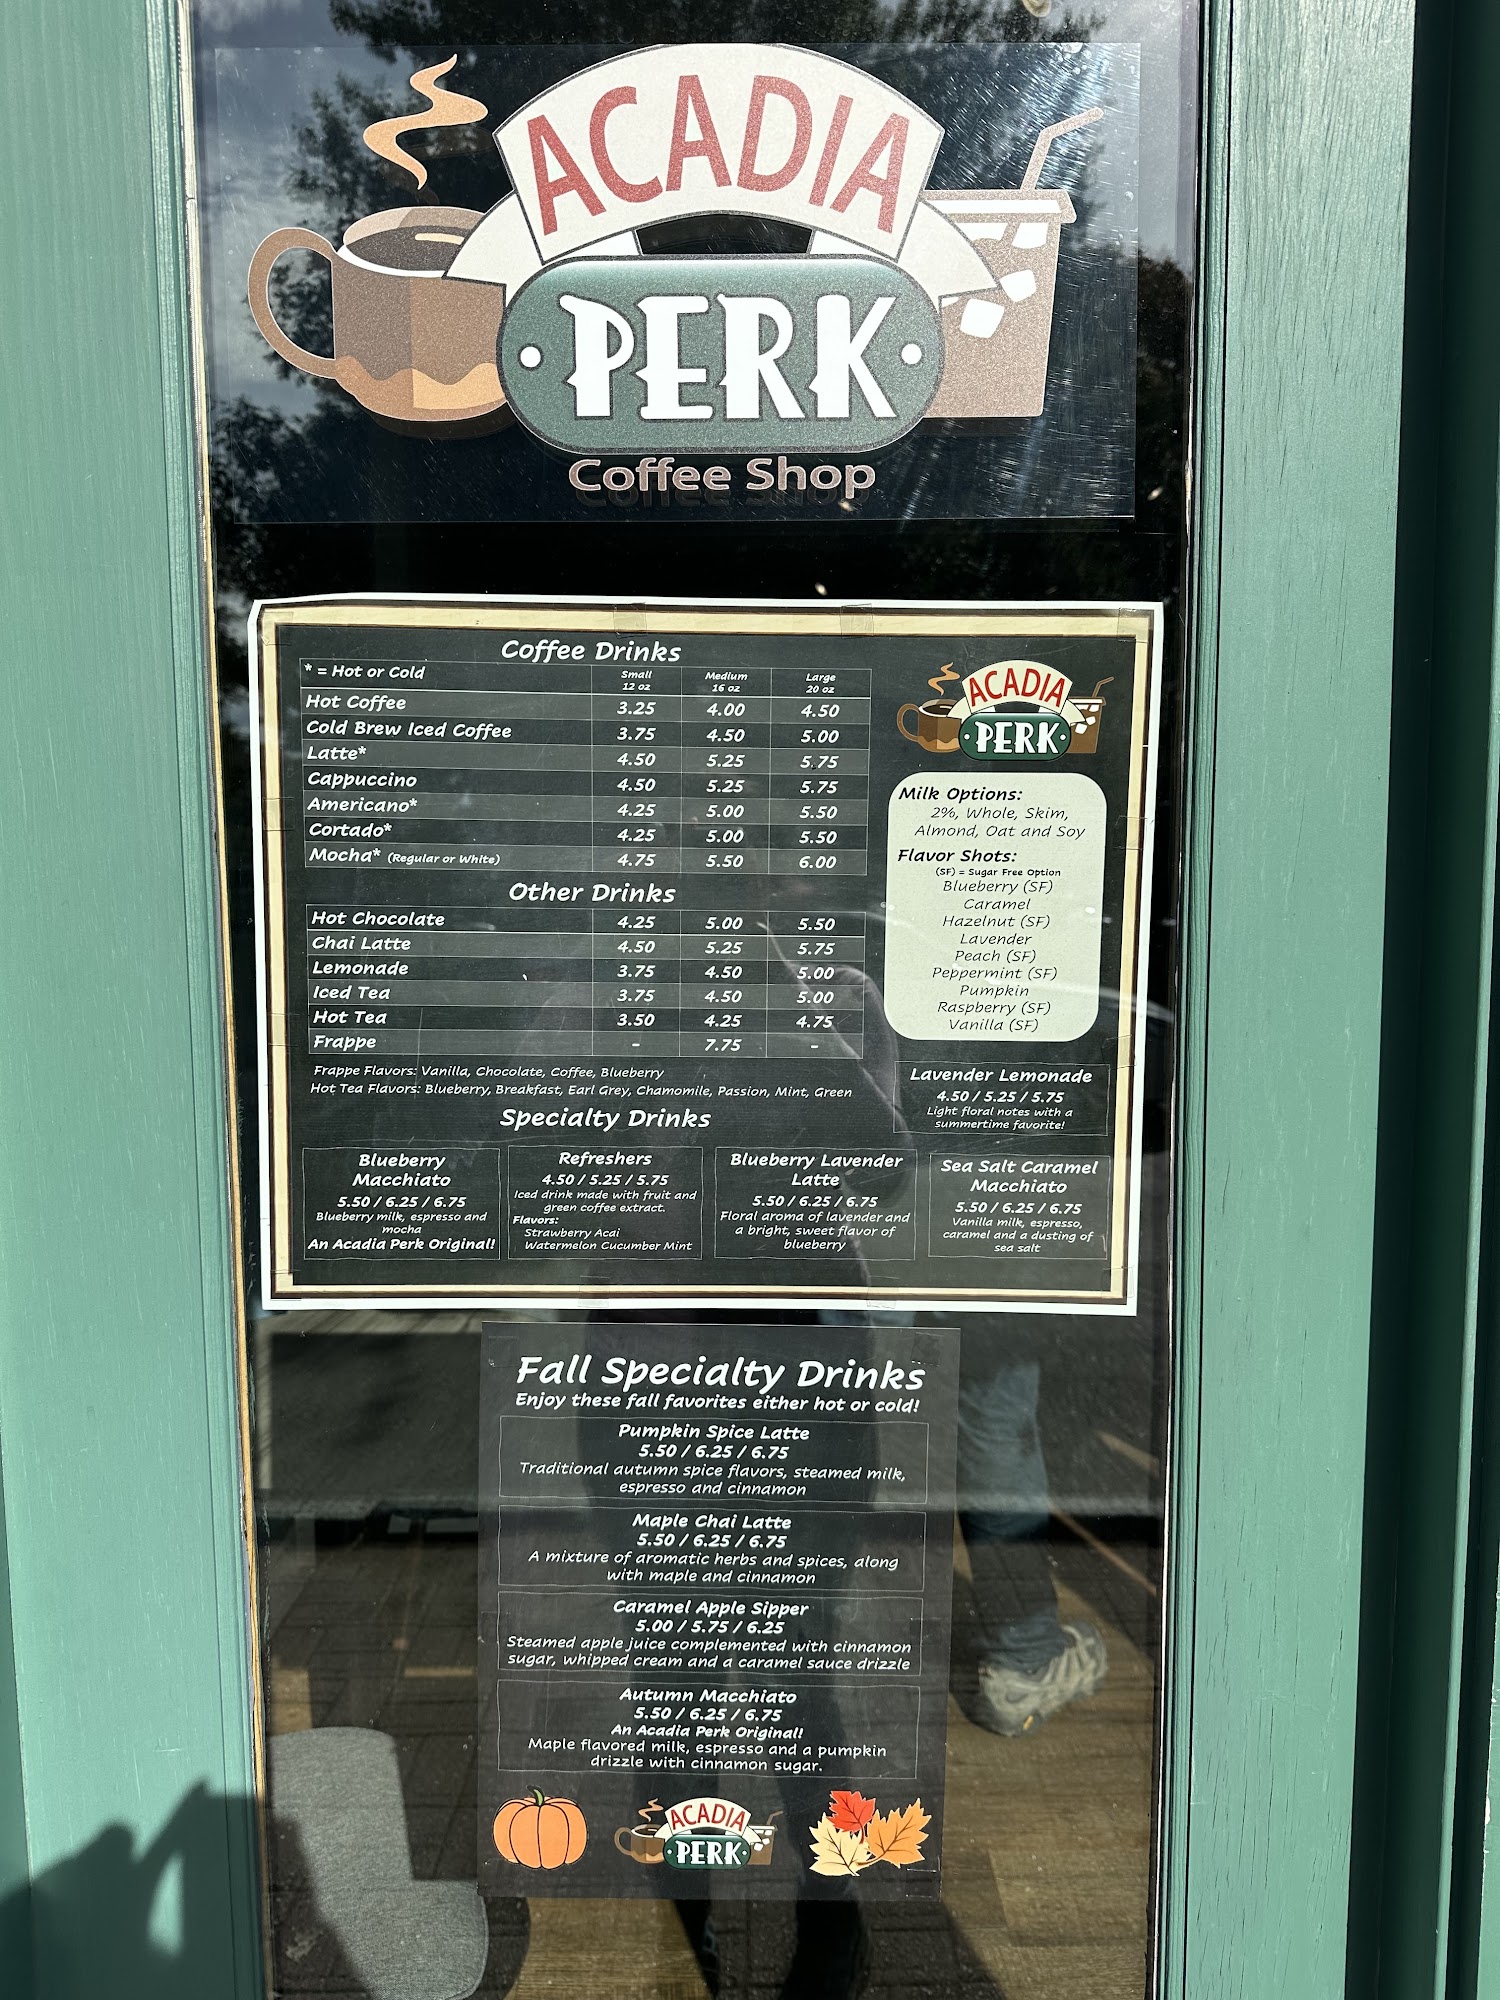 ACADIA
· PERK ·
Coffee Shop
Coffee Drinks
* = Hot or Cold Small 12 oz Medium 16 oz Large 20 oz
Hot Coffee 3.25 4.00 4.50
Cold Brew Iced Coffee 3.75 4.50 5.00
Latte* 4.50 5.25 5.75
Cappuccino 4.50 5.25 5.75
Americano* 4.25 5.00 5.50
Cortado* 4.25 5.00 5.50
Mocha* (Regular or White) 4.75 5.50 6.00
Other Drinks
Hot Chocolate 4.25 5.00 5.50
Chai Latte 4.50 5.25 5.75
Lemonade 3.75 4.50 5.00
Iced Tea 3.75 4.50 5.00
Hot Tea 3.50 4.25 4.75
Frappe - 7.75 -
Frappe Flavors: Vanilla, Chocolate, Coffee, Blueberry
Hot Tea Flavors: Blueberry, Breakfast, Earl Grey, Chamomile, Passion, Mint, Green
ACADIA
· PERK ·
Milk Options:
2%, Whole, Skim,
Almond, Oat and Soy
Flavor Shots:
(SF) = Sugar Free Option
Blueberry (SF)
Caramel
Hazelnut (SF)
Lavender
Peach (SF)
Peppermint (SF)
Pumpkin
Raspberry (SF)
Vanilla (SF)
Lavender Lemonade
4.50 / 5.25 / 5.75
Light floral notes with a
summertime favorite!
Specialty Drinks
Blueberry
Macchiato
5.50 / 6.25 / 6.75
Blueberry milk, espresso and
mocha
An Acadia Perk Original!
Refreshers
4.50 / 5.25 / 5.75
Iced drink made with fruit and
green coffee extract.
Flavors:
Strawberry Acai
Watermelon Cucumber Mint
Blueberry Lavender
Latte
5.50 / 6.25 / 6.75
Floral aroma of lavender and
a bright, sweet flavor of
blueberry
Sea Salt Caramel
Macchiato
5.50 / 6.25 / 6.75
Vanilla milk, espresso,
caramel and a dusting of
sea salt
Fall Specialty Drinks
Enjoy these fall favorites either hot or cold!
Pumpkin Spice Latte
5.50 / 6.25 / 6.75
Traditional autumn spice flavors, steamed milk,
espresso and cinnamon
Maple Chai Latte
5.50 / 6.25 / 6.75
A mixture of aromatic herbs and spices, along
with maple and cinnamon
Caramel Apple Sipper
5.00 / 5.75 / 6.25
Steamed apple juice complemented with cinnamon
sugar, whipped cream and a caramel sauce drizzle
Autumn Macchiato
5.50 / 6.25 / 6.75
An Acadia Perk Original!
Maple flavored milk, espresso and a pumpkin
drizzle with cinnamon sugar.
ACADIA
· PERK ·